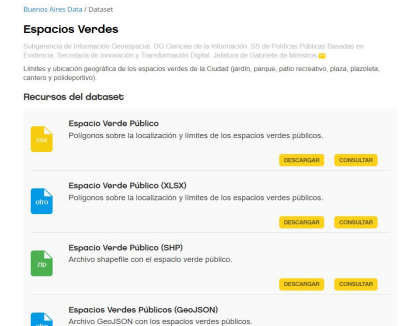 Buenos Aires Data / Dataset
Espacios Verdes
Subgerencia de Información Geoespacial. DG Ciencias de la Información. SS de Políticas Públicas Basadas en
Evidencia. Secretaría de Innovación y Transformación Digital. Jefatura de Gabinete de Ministros.
Límites y ubicación geográfica de los espacios verdes de la Ciudad (jardín, parque, patio recreativo, plaza, plazoleta,
cantero y polideportivo).
Recursos del dataset
Espacio Verde Público
csv
Polígonos sobre la localización y límites de los espacios verdes públicos.
DESCARGAR CONSULTAR
Espacio Verde Público (XLSX)
otro
Polígonos sobre la localización y límites de los espacios verdes públicos.
DESCARGAR CONSULTAR
Espacio Verde Público (SHP)
zip
Archivo shapefile con el espacio verde público.
DESCARGAR CONSULTAR
Espacios Verdes Públicos (GeoJSON)
Archivo GeoJSON con los espacios verdes públicos.